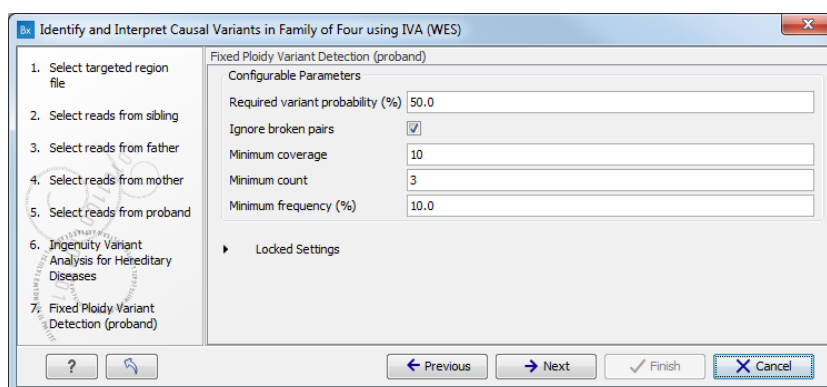 Bx Identify and Interpret Causal Variants in Family of Four using IVA (WES)
1. Select targeted region
file
2. Select reads from sibling
3. Select reads from father
4. Select reads from mother
5. Select reads from proband
6. Ingenuity Variant
Analysis for Hereditary
Diseases
7. Fixed Ploidy Variant
Detection (proband)
Fixed Ploidy Variant Detection (proband)
Configurable Parameters
Required variant probability (%) 50.0
Ignore broken pairs
Minimum coverage 10
Minimum count 3
Minimum frequency (%) 10.0
Locked Settings
? Previous Next Finish Cancel